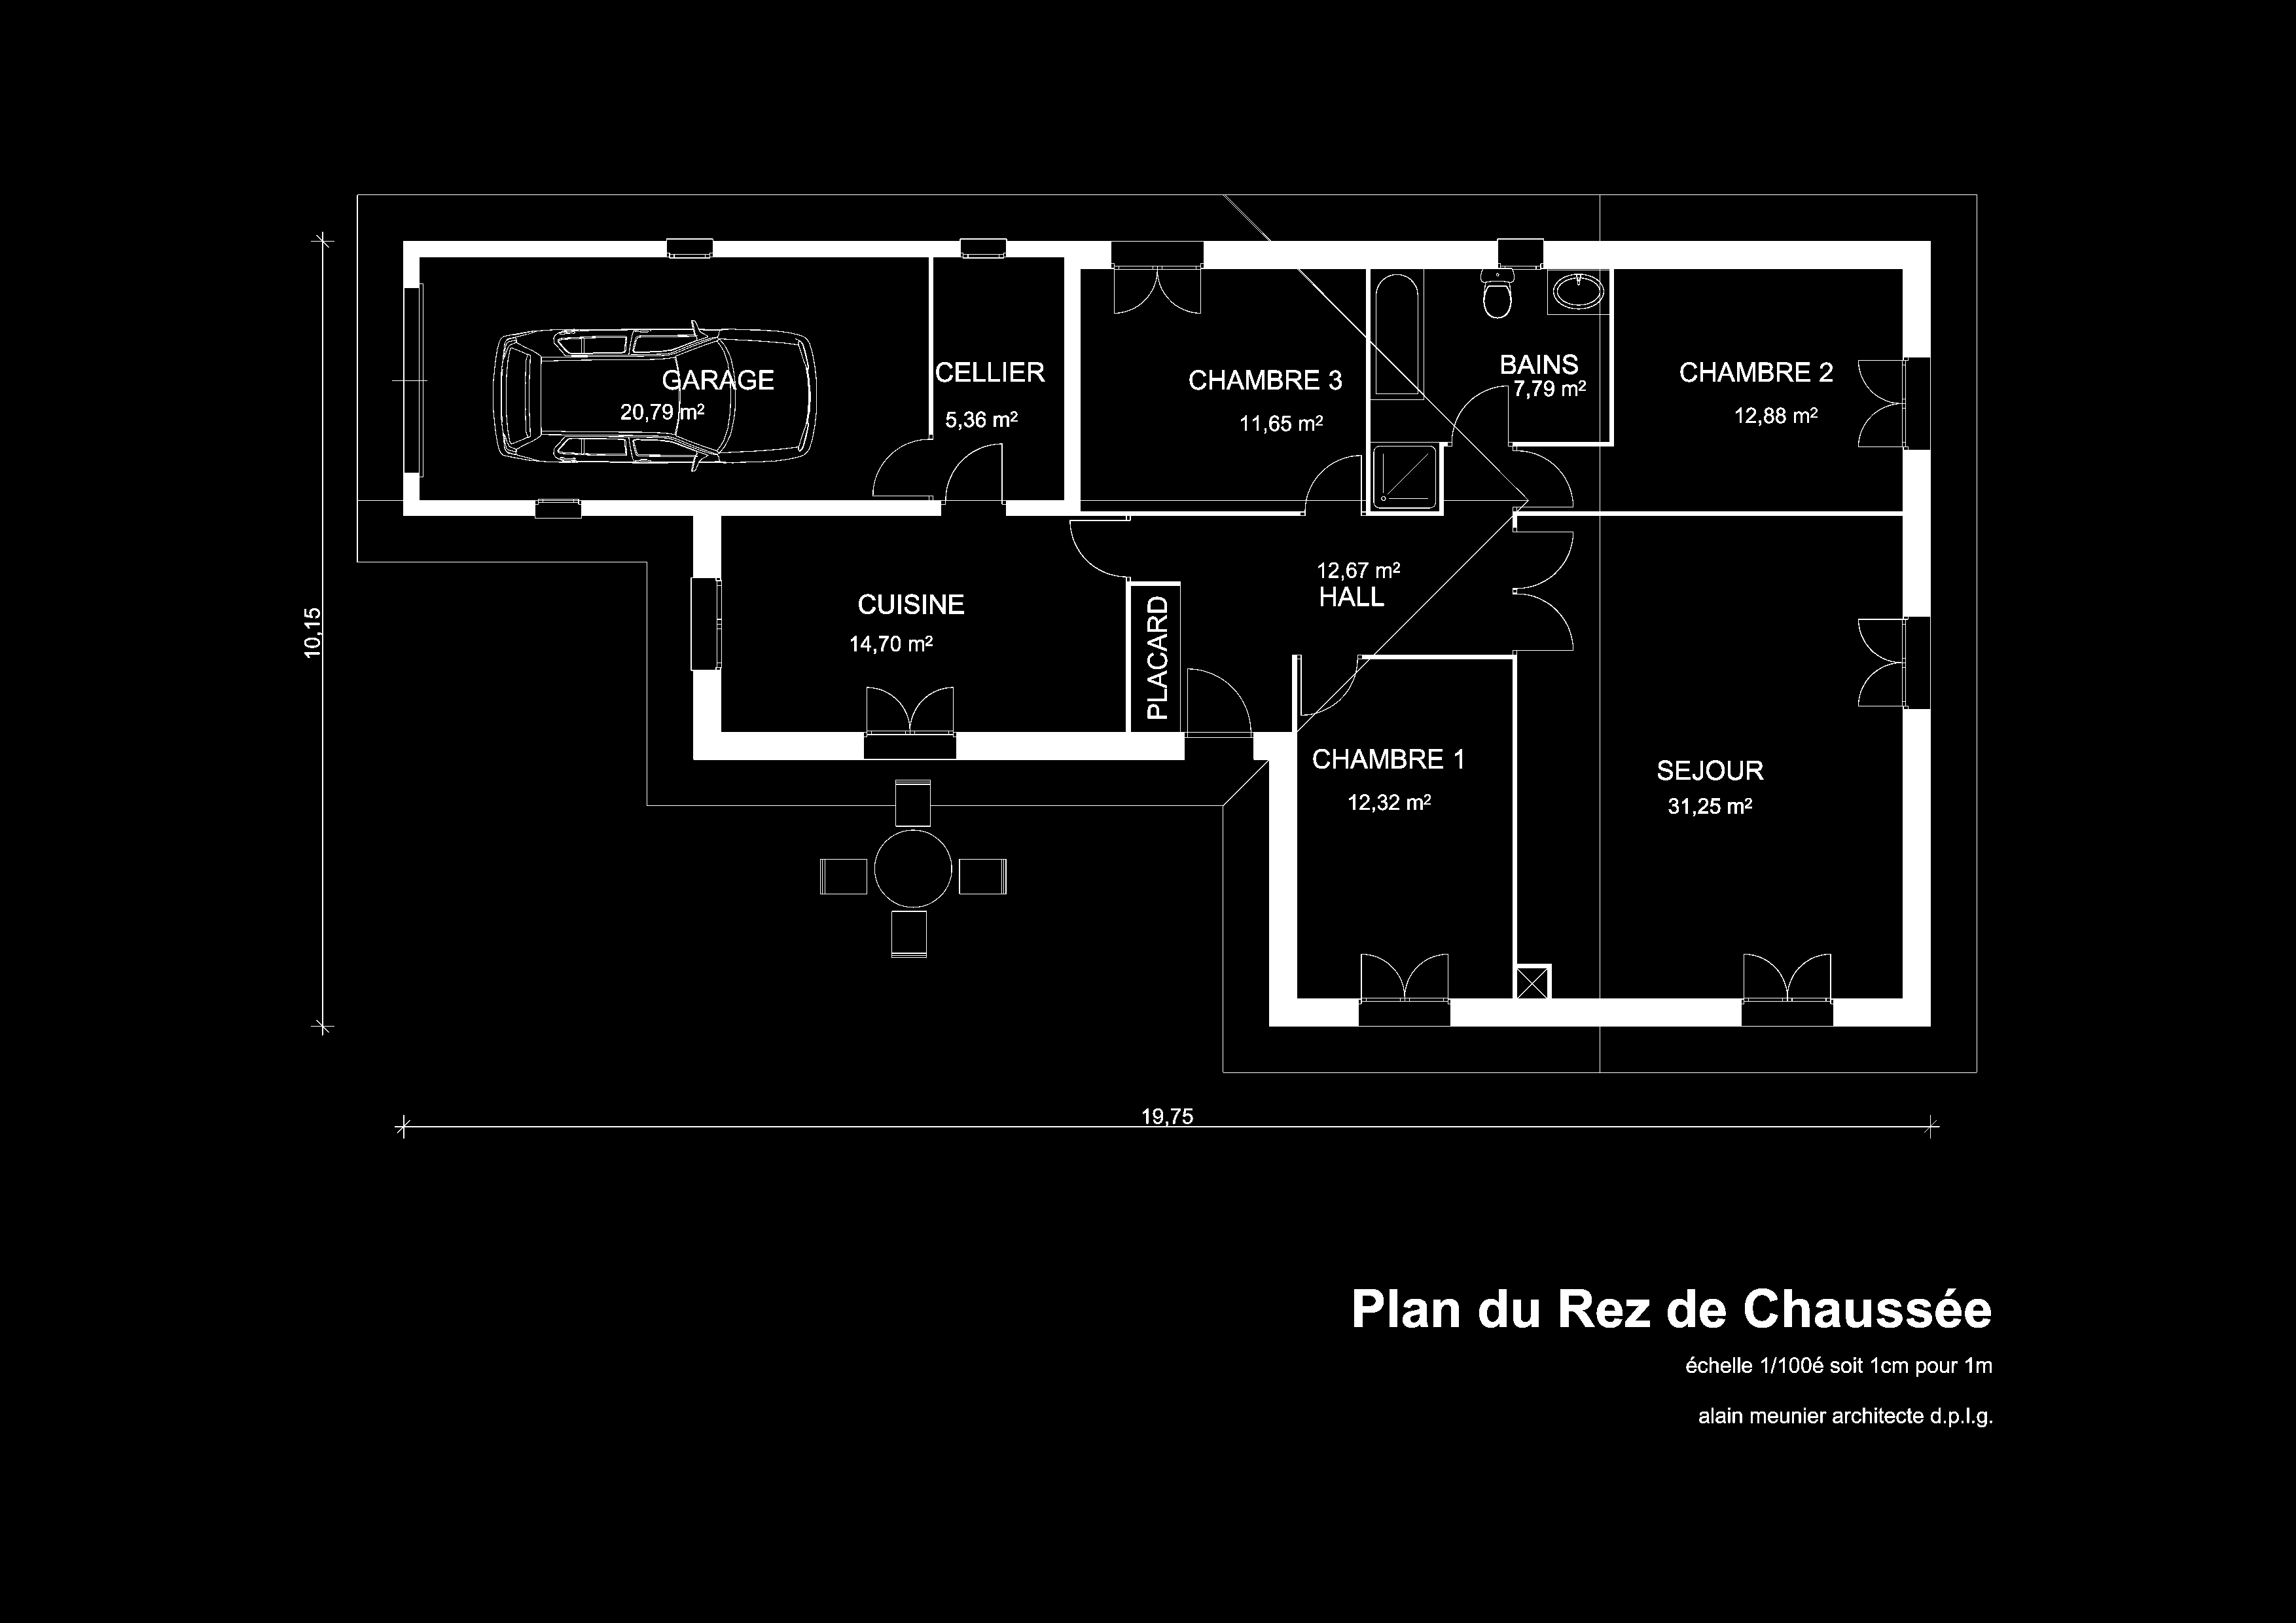 GARAGE
20,79 m²
CELLIER
5,36 m²
CHAMBRE 3
11,65 m²
BAINS
7,79 m²
CHAMBRE 2
12,88 m²
10,15
CUISINE
14,70 m²
PLACARD
12,67 m²
HALL
CHAMBRE 1
12,32 m²
SEJOUR
31,25 m²
19,75
Plan du Rez de Chaussée
échelle 1/100é soit 1cm pour 1m
alain meunier architecte d.p.l.g.